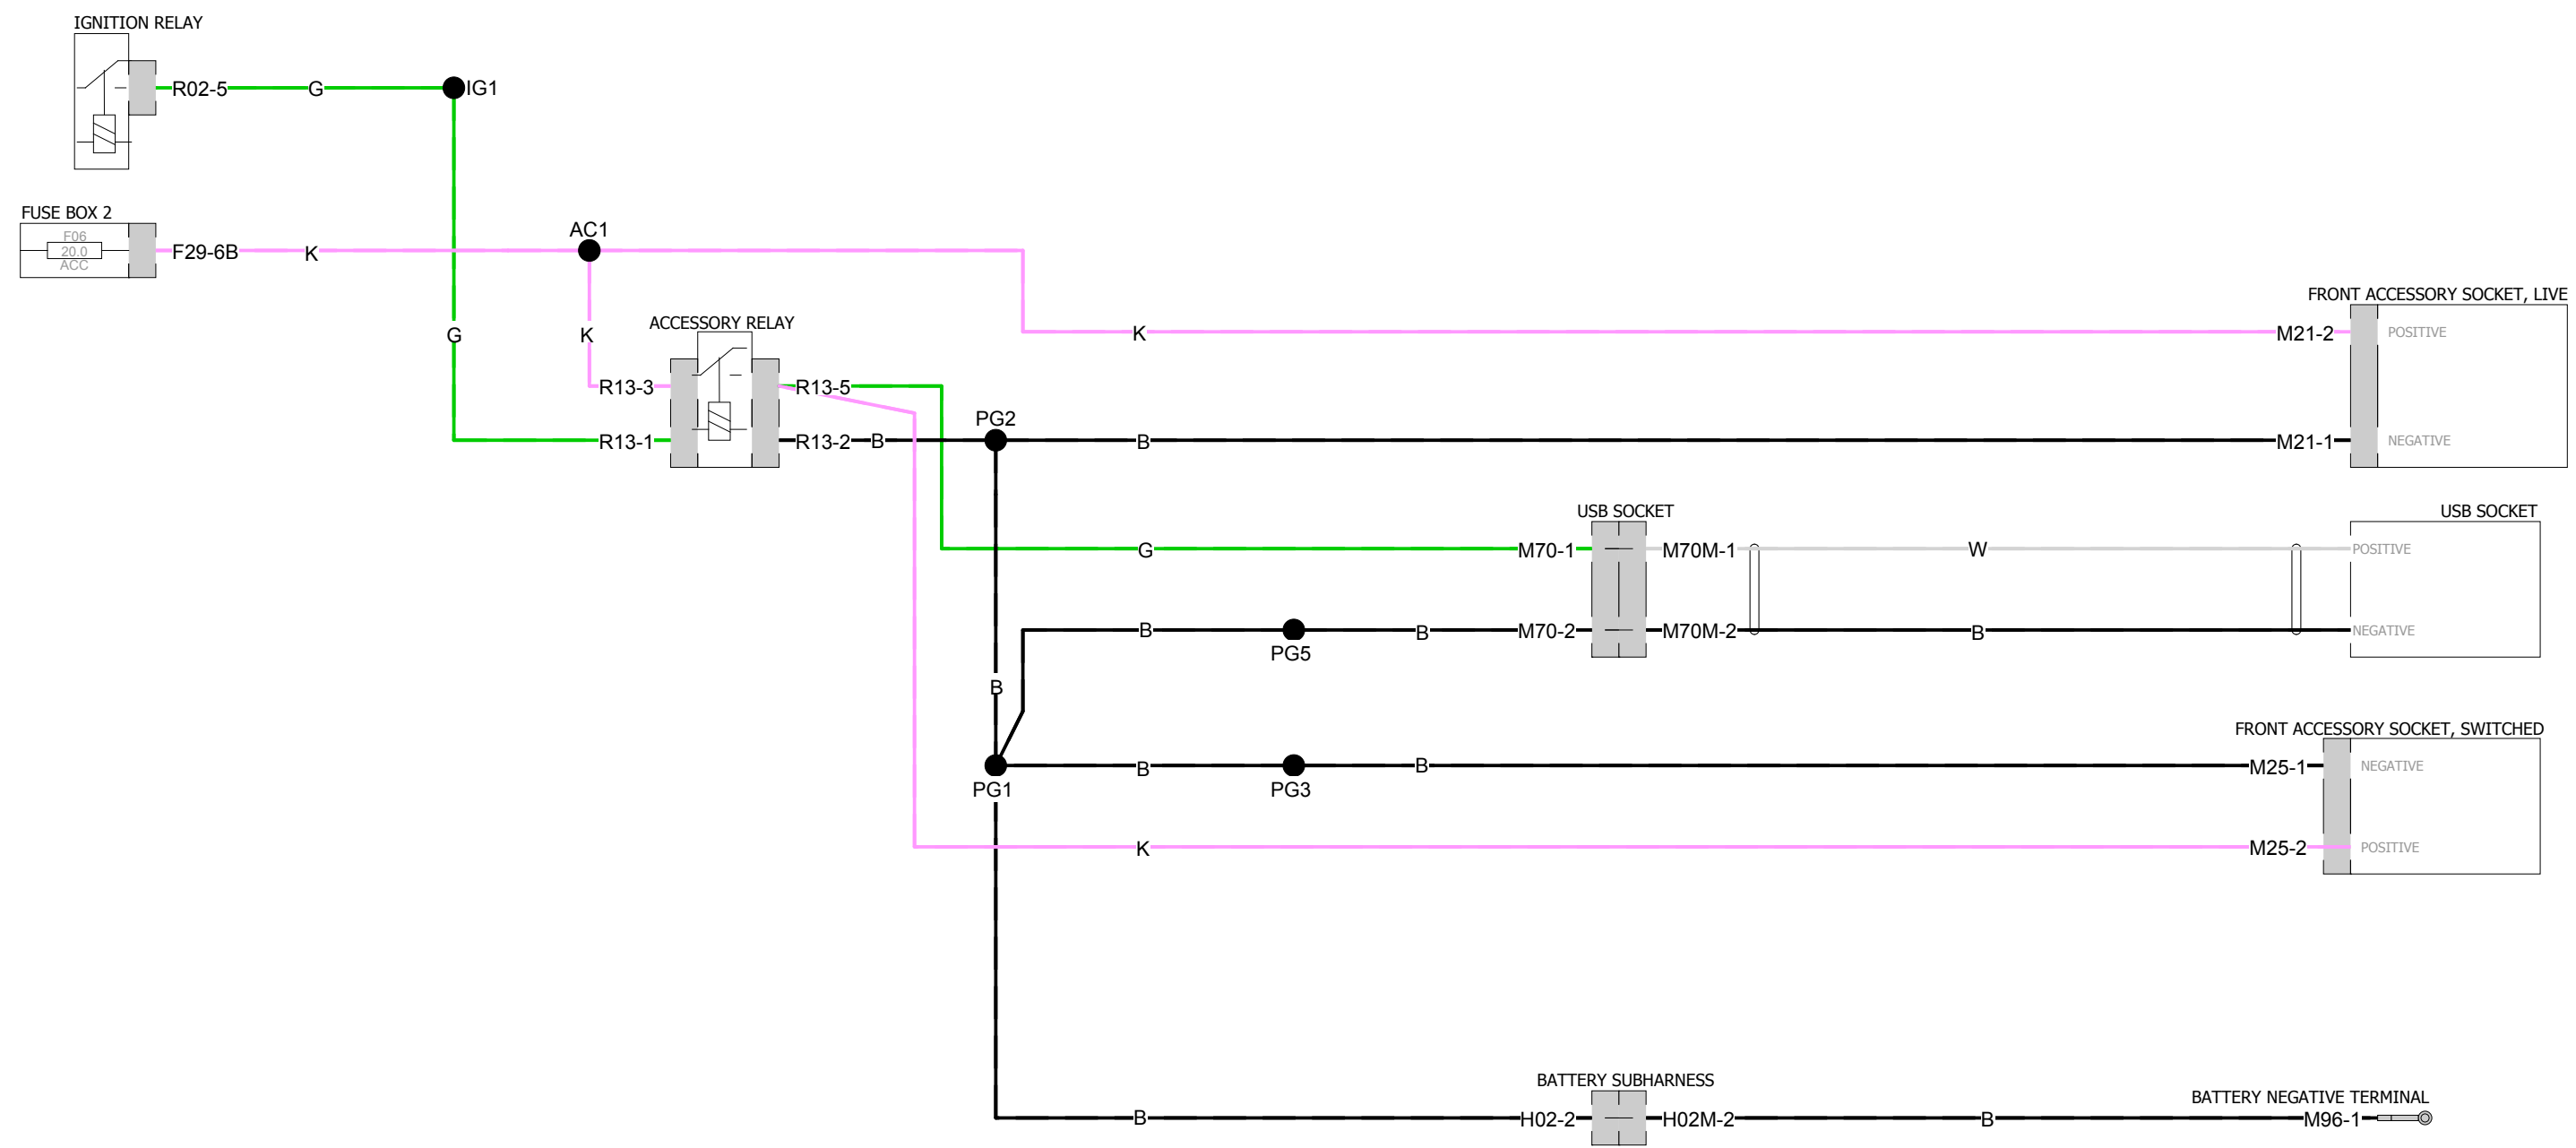 IGNITION RELAY
R02-5
G
IG1
FUSE BOX 2
F06
20.0
ACC
F29-6B
K
AC1
G
K
ACCESSORY RELAY
R13-3
R13-5
R13-1
R13-2
B
PG2
K
B
FRONT ACCESSORY SOCKET, LIVE
M21-2
POSITIVE
M21-1
NEGATIVE
USB SOCKET
USB SOCKET
G
M70-1
M70M-1
W
POSITIVE
B
PG5
B
M70-2
M70M-2
B
NEGATIVE
B
PG1
B
PG3
B
FRONT ACCESSORY SOCKET, SWITCHED
M25-1
NEGATIVE
K
M25-2
POSITIVE
BATTERY SUBHARNESS
BATTERY NEGATIVE TERMINAL
B
H02-2
H02M-2
B
M96-1